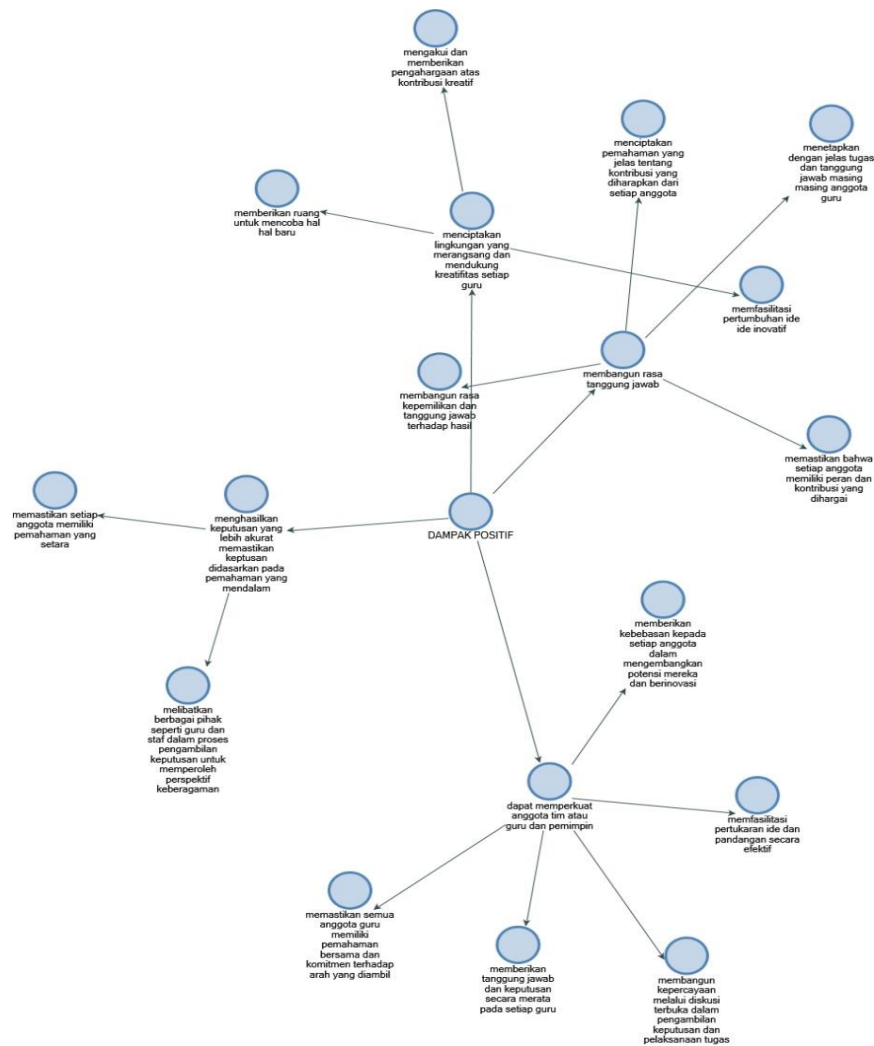 mengakui dan
memberikan
pengahargaan atas
kontribusi kreatif
menciptakan
pemahaman yang
jelas tentang
kontribusi yang
diharapkan dari
setiap anggota
menetapkan
dengan jelas tugas
dan tanggung
jawab masing
masing anggota
guru
memberikan ruang
untuk mencoba hal
hal baru
menciptakan
lingkungan yang
merangsang dan
mendukung
kreatifitas setiap
guru
memfasilitasi
pertumbuhan ide
ide inovatif
membangun rasa
tanggung jawab
membangun rasa
kepemilikan dan
tanggung jawab
terhadap hasil
memastikan bahwa
setiap anggota
memiliki peran dan
kontribusi yang
dihargai
memastikan setiap
anggota memiliki
pemahaman yang
setara
menghasilkan
keputusan yang
lebih akurat
memastikan
keptusan
didasarkan pada
pemahaman yang
mendalam
DAMPAK POSITIF
memberikan
kebebasan kepada
setiap anggota
dalam
mengembangkan
potensi mereka
dan berinovasi
melibatkan
berbagai pihak
seperti guru dan
staf dalam proses
pengambilan
keputusan untuk
memperoleh
perspektif
keberagaman
dapat memperkuat
anggota tim atau
guru dan pemimpin
memfasilitasi
pertukaran ide dan
pandangan secara
efektif
memastikan semua
anggota guru
memiliki
pemahaman
bersama dan
komitmen terhadap
arah yang diambil
memberikan
tanggung jawab
dan keputusan
secara merata
pada setiap guru
membangun
kepercayaan
melalui diskusi
terbuka dalam
pengambilan
keputusan dan
pelaksanaan tugas